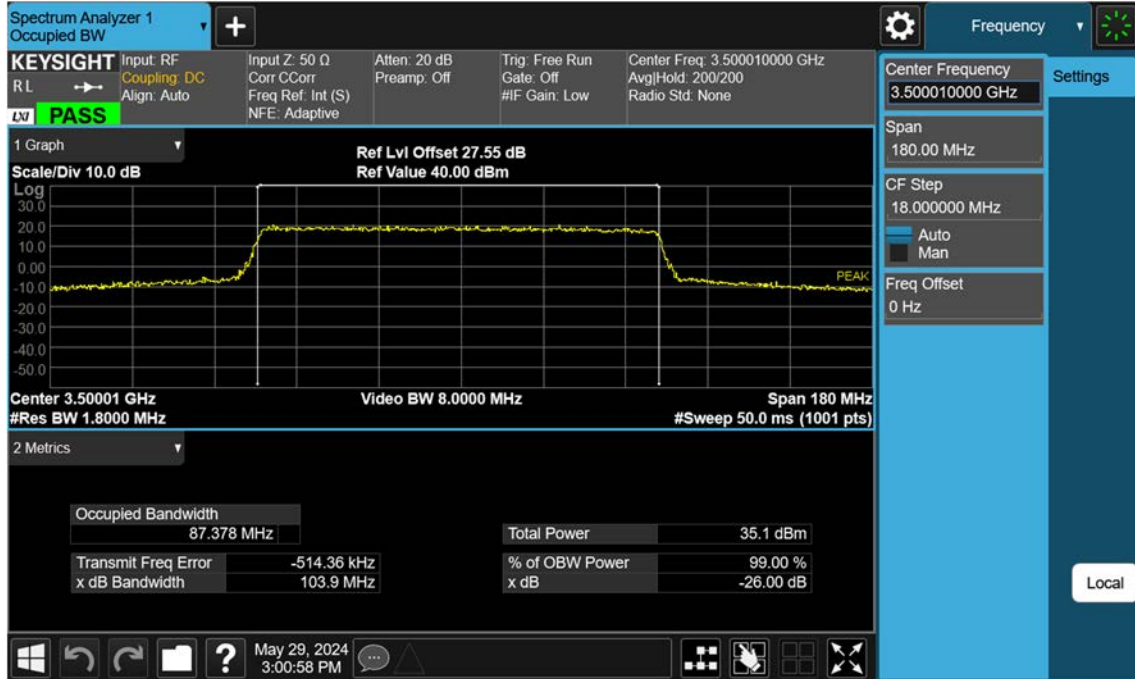 Spectrum Analyzer 1
Occupied BW
+
Frequency
KEYSIGHT
R L
LXI PASS
Input: RF
Coupling: DC
Align: Auto
Input Z: 50 Ω
Corr CCorr
Freq Ref: Int (S)
NFE: Adaptive
Atten: 20 dB
Preamp: Off
Trig: Free Run
Gate: Off
#IF Gain: Low
Center Freq: 3.500010000 GHz
Avg|Hold: 200/200
Radio Std: None
Center Frequency
3.500010000 GHz
Settings
Span
180.00 MHz
CF Step
18.000000 MHz
Auto
Man
Freq Offset
0 Hz
Local
1 Graph
Scale/Div 10.0 dB
Ref Lvl Offset 27.55 dB
Ref Value 40.00 dBm
Log
30.0
20.0
10.0
0.00
-10.0
-20.0
-30.0
-40.0
-50.0
PEAK
Center 3.50001 GHz
#Res BW 1.8000 MHz
Video BW 8.0000 MHz
Span 180 MHz
#Sweep 50.0 ms (1001 pts)
2 Metrics
Occupied Bandwidth
87.378 MHz
Total Power 35.1 dBm
Transmit Freq Error -514.36 kHz
% of OBW Power 99.00 %
x dB Bandwidth 103.9 MHz
x dB -26.00 dB
?
May 29, 2024
3:00:58 PM